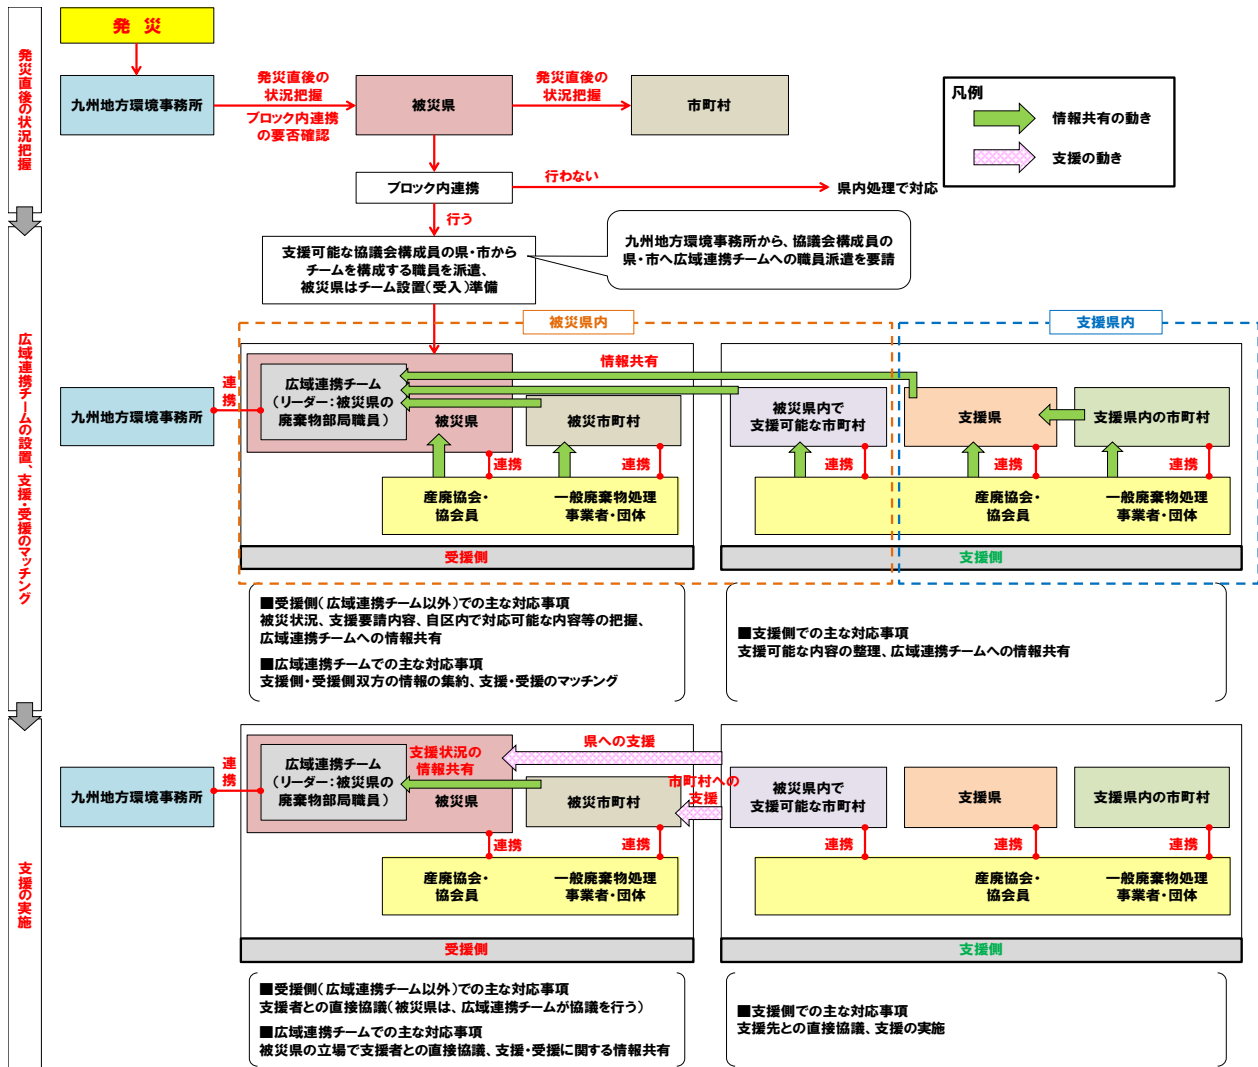 発災直後の状況把握
発 災
九州地方環境事務所
発災直後の
状況把握
ブロック内連携
の要否確認
被災県
発災直後の
状況把握
市町村
凡例
情報共有の動き
支援の動き
ブロック内連携
行わない
県内処理で対応
行う
広域連携チームの設置、支援・受援のマッチング
支援可能な協議会構成員の県・市から
チームを構成する職員を派遣、
被災県はチーム設置(受入)準備
九州地方環境事務所から、協議会構成員の
県・市へ広域連携チームへの職員派遣を要請
被災県内
支援県内
九州地方環境事務所
連携
広域連携チーム
(リーダー:被災県の
廃棄物部局職員)
被災県
情報共有
被災市町村
被災県内で
支援可能な市町村
支援県
支援県内の市町村
連携
連携
連携
連携
連携
産廃協会・
協会員
一般廃棄物処理
事業者・団体
産廃協会・
協会員
一般廃棄物処理
事業者・団体
受援側
支援側
■受援側(広域連携チーム以外)での主な対応事項
被災状況、支援要請内容、自区内で対応可能な内容等の把握、
広域連携チームへの情報共有
■広域連携チームでの主な対応事項
支援側・受援側双方の情報の集約、支援・受援のマッチング
■支援側での主な対応事項
支援可能な内容の整理、広域連携チームへの情報共有
支援の実施
九州地方環境事務所
連携
広域連携チーム
(リーダー:被災県の
廃棄物部局職員)
支援状況の
情報共有
被災県
県への支援
市町村への
支援
被災市町村
被災県内で
支援可能な市町村
支援県
支援県内の市町村
連携
連携
連携
連携
連携
産廃協会・
協会員
一般廃棄物処理
事業者・団体
産廃協会・
協会員
一般廃棄物処理
事業者・団体
受援側
支援側
■受援側(広域連携チーム以外)での主な対応事項
支援者との直接協議(被災県は、広域連携チームが協議を行う)
■広域連携チームでの主な対応事項
被災県の立場で支援者との直接協議、支援・受援に関する情報共有
■支援側での主な対応事項
支援先との直接協議、支援の実施